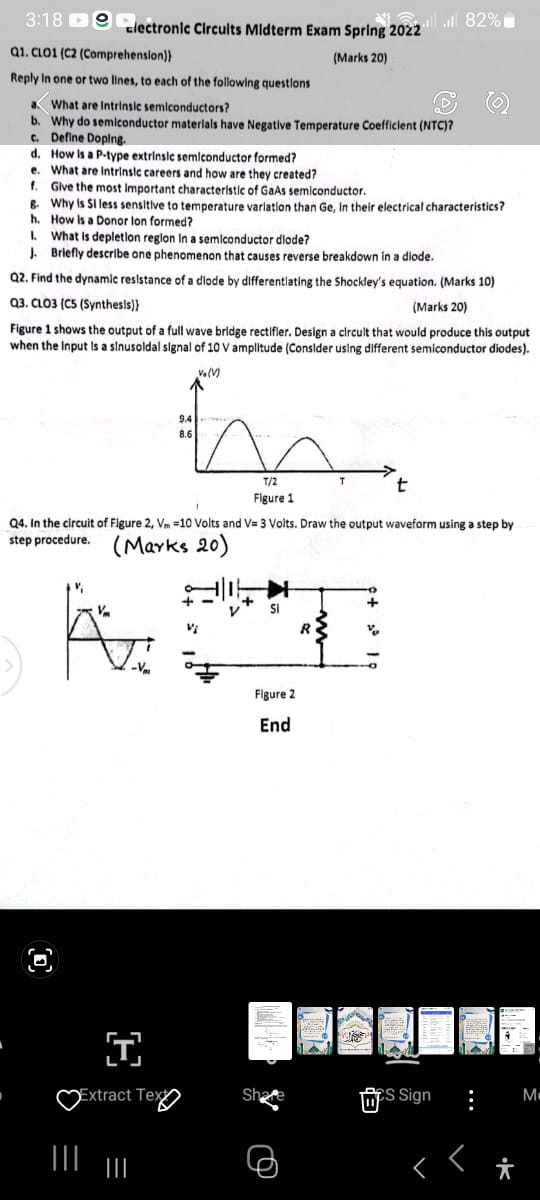 3:18
82%
Electronic Circuits Midterm Exam Spring 2022
Q1. CLO1 {C2 (Comprehension)} (Marks 20)
Reply in one or two lines, to each of the following questions
a. What are Intrinsic semiconductors?
b. Why do semiconductor materials have Negative Temperature Coefficient (NTC)?
c. Define Doping.
d. How is a P-type extrinsic semiconductor formed?
e. What are intrinsic careers and how are they created?
f. Give the most important characteristic of GaAs semiconductor.
g. Why is Si less sensitive to temperature variation than Ge, in their electrical characteristics?
h. How is a Donor Ion formed?
I. What is depletion region in a semiconductor diode?
J. Briefly describe one phenomenon that causes reverse breakdown in a diode.
Q2. Find the dynamic resistance of a diode by differentiating the Shockley's equation. (Marks 10)
Q3. CLO3 {C5 (Synthesis)} (Marks 20)
Figure 1 shows the output of a full wave bridge rectifier. Design a circuit that would produce this output
when the input is a sinusoidal signal of 10 V amplitude (Consider using different semiconductor diodes).
Vo (V)
9.4
8.6
T/2 T t
Figure 1
Q4. In the circuit of Figure 2, Vm =10 Volts and V= 3 Volts. Draw the output waveform using a step by
step procedure. (Marks 20)
vi
Vm
t
-Vm
+ − V + Si
vi
R
+
vo
−
Figure 2
End
T
Extract Text
Share
CS Sign